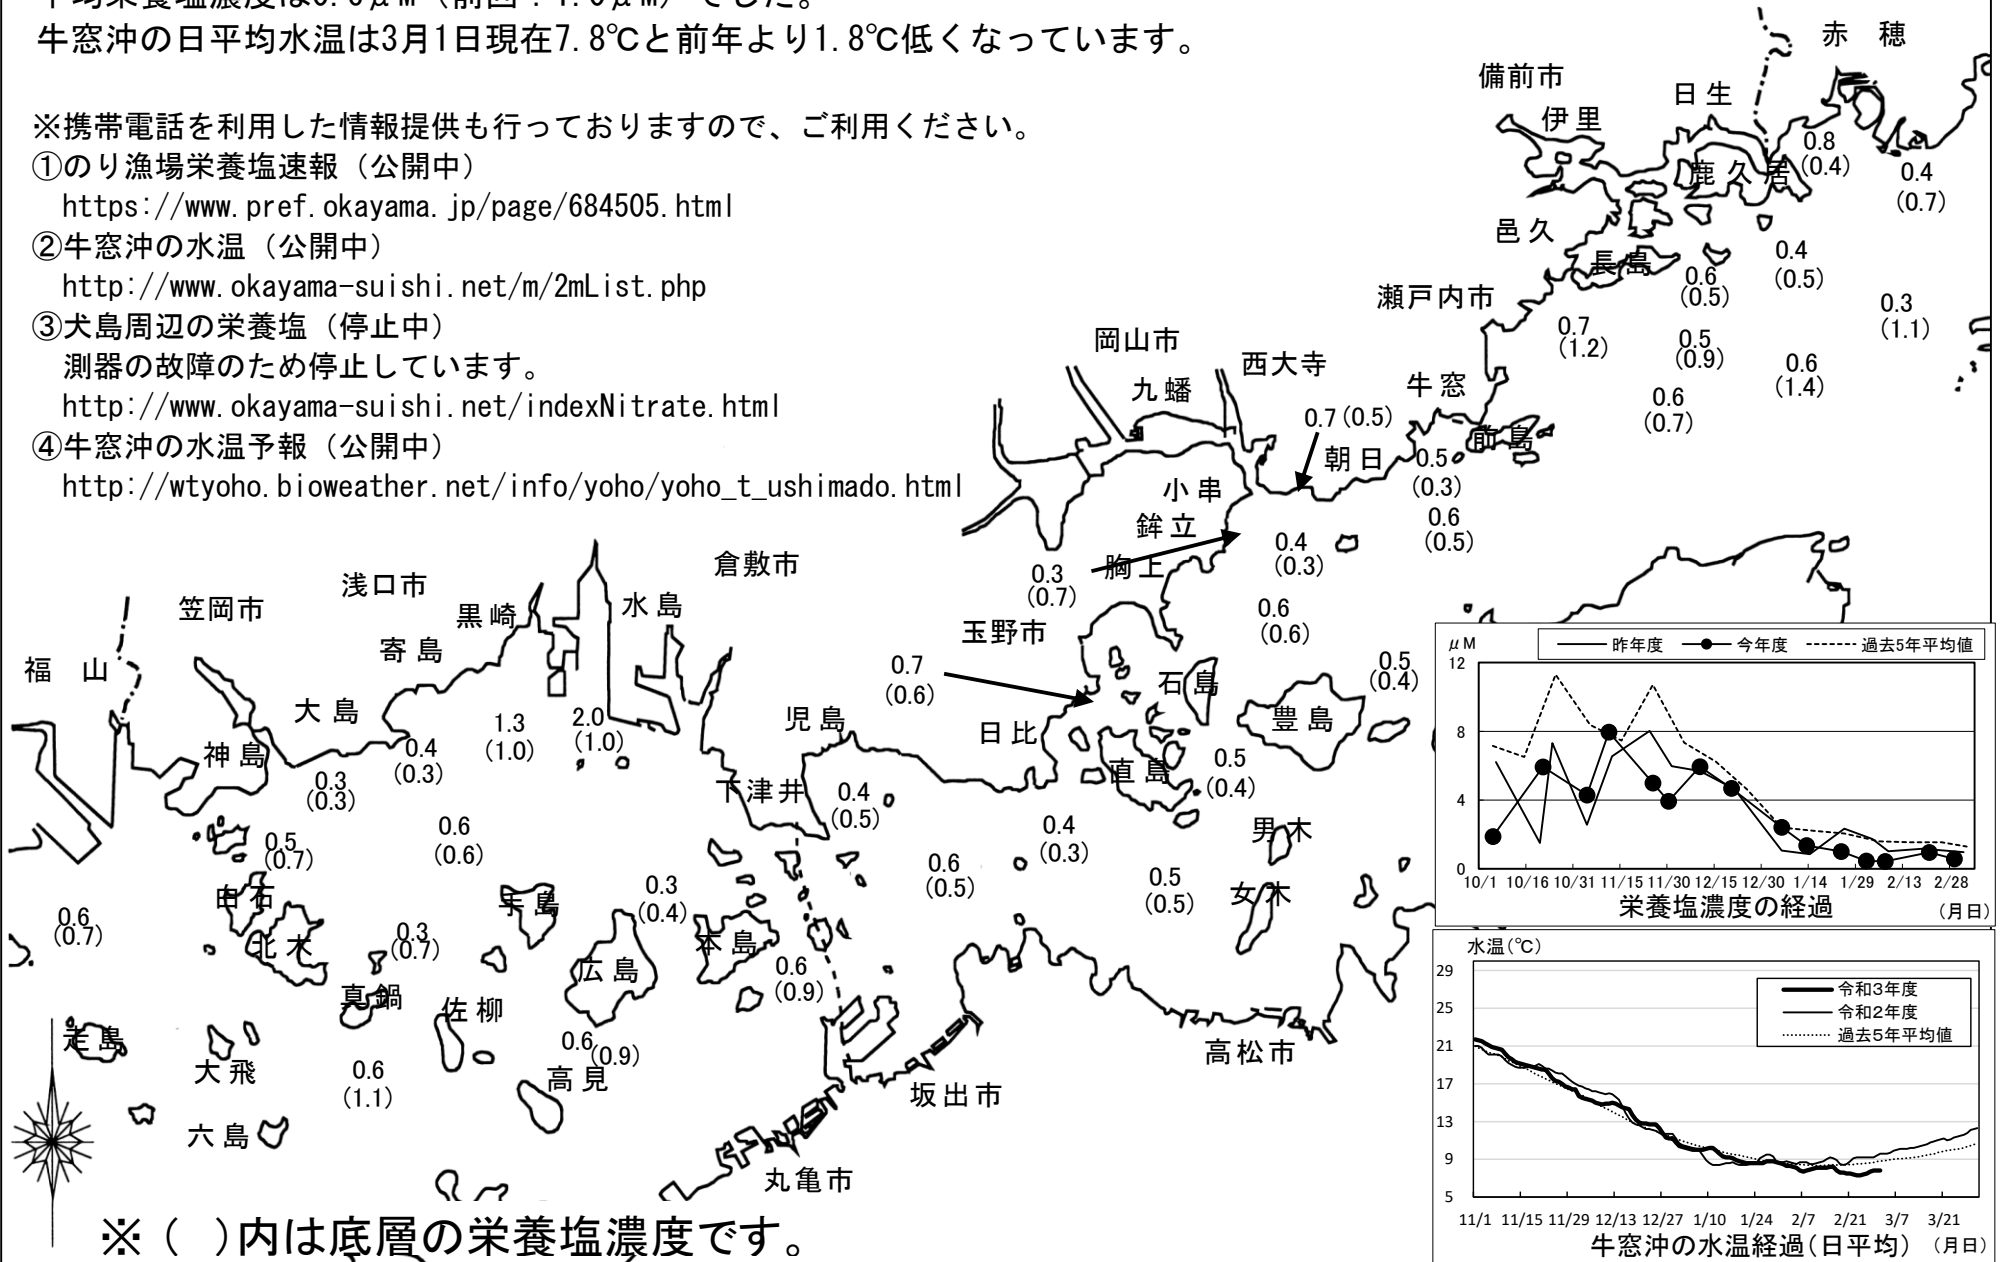 平均栄養塩濃度は0.6μM（前回：1.0μM）でした。
牛窓沖の日平均水温は3月1日現在7.8℃と前年より1.8℃低くなっています。
※携帯電話を利用した情報提供も行っておりますので、ご利用ください。
①のり漁場栄養塩速報（公開中）
https://www.pref.okayama.jp/page/684505.html
②牛窓沖の水温（公開中）
http://www.okayama-suishi.net/m/2mList.php
③犬島周辺の栄養塩（停止中）
測器の故障のため停止しています。
http://www.okayama-suishi.net/indexNitrate.html
④牛窓沖の水温予報（公開中）
http://wtyoho.bioweather.net/info/yoho/yoho_t_ushimado.html
赤 穂
備前市
日生
伊里
0.8
(0.4)
鹿久居
0.4
(0.7)
邑久
長島
0.4
(0.5)
0.6
(0.5)
瀬戸内市
0.3
(1.1)
0.7
(1.2)
0.5
(0.9)
0.6
(1.4)
岡山市
西大寺
九蟠
牛窓
0.6
(0.7)
0.7(0.5)
前島
朝日
0.5
(0.3)
小串
鉾立
0.6
(0.5)
0.4
(0.3)
胸上
0.3
(0.7)
0.6
(0.6)
倉敷市
浅口市
笠岡市
黒崎
水島
玉野市
寄島
福 山
0.7
(0.6)
石島
0.5
(0.4)
大島
児島
日比
豊島
1.3
(1.0)
2.0
(1.0)
神島
0.4
(0.3)
0.5
(0.4)
直島
0.3
(0.3)
下津井
0.4
(0.5)
0.5
(0.7)
0.6
(0.6)
0.4
(0.3)
男木
0.6
(0.5)
0.5
(0.5)
女木
白石
0.3
(0.4)
手島
0.6
(0.7)
北木
0.3
(0.7)
本島
広島
0.6
(0.9)
真鍋
佐柳
走島
0.6
(0.9)
高松市
大飛
0.6
(1.1)
高見
坂出市
六島
丸亀市
※（ ）内は底層の栄養塩濃度です。
μM
昨年度 今年度 過去5年平均値
12
8
4
0
10/1 10/16 10/31 11/15 11/30 12/15 12/30 1/14 1/29 2/13 2/28
栄養塩濃度の経過 （月日）
水温(℃)
29
25
21
17
13
9
5
令和3年度
令和2年度
過去5年平均値
11/1 11/15 11/29 12/13 12/27 1/10 1/24 2/7 2/21 3/7 3/21
牛窓沖の水温経過(日平均) （月日）